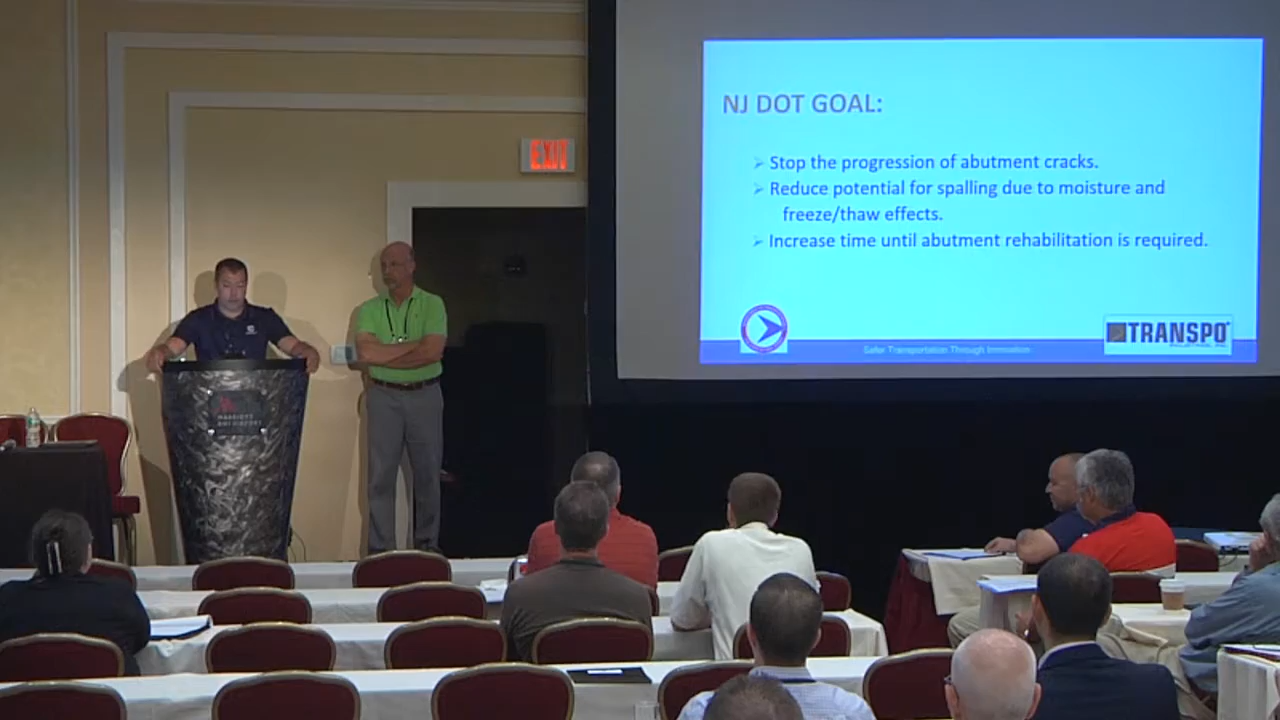 EXIT
NJ DOT GOAL:
Stop the progression of abutment cracks.
Reduce potential for spalling due to moisture and
freeze/thaw effects.
Increase time until abutment rehabilitation is required.
Safer Transportation Through Innovation
TRANSPO
MARRIOTT